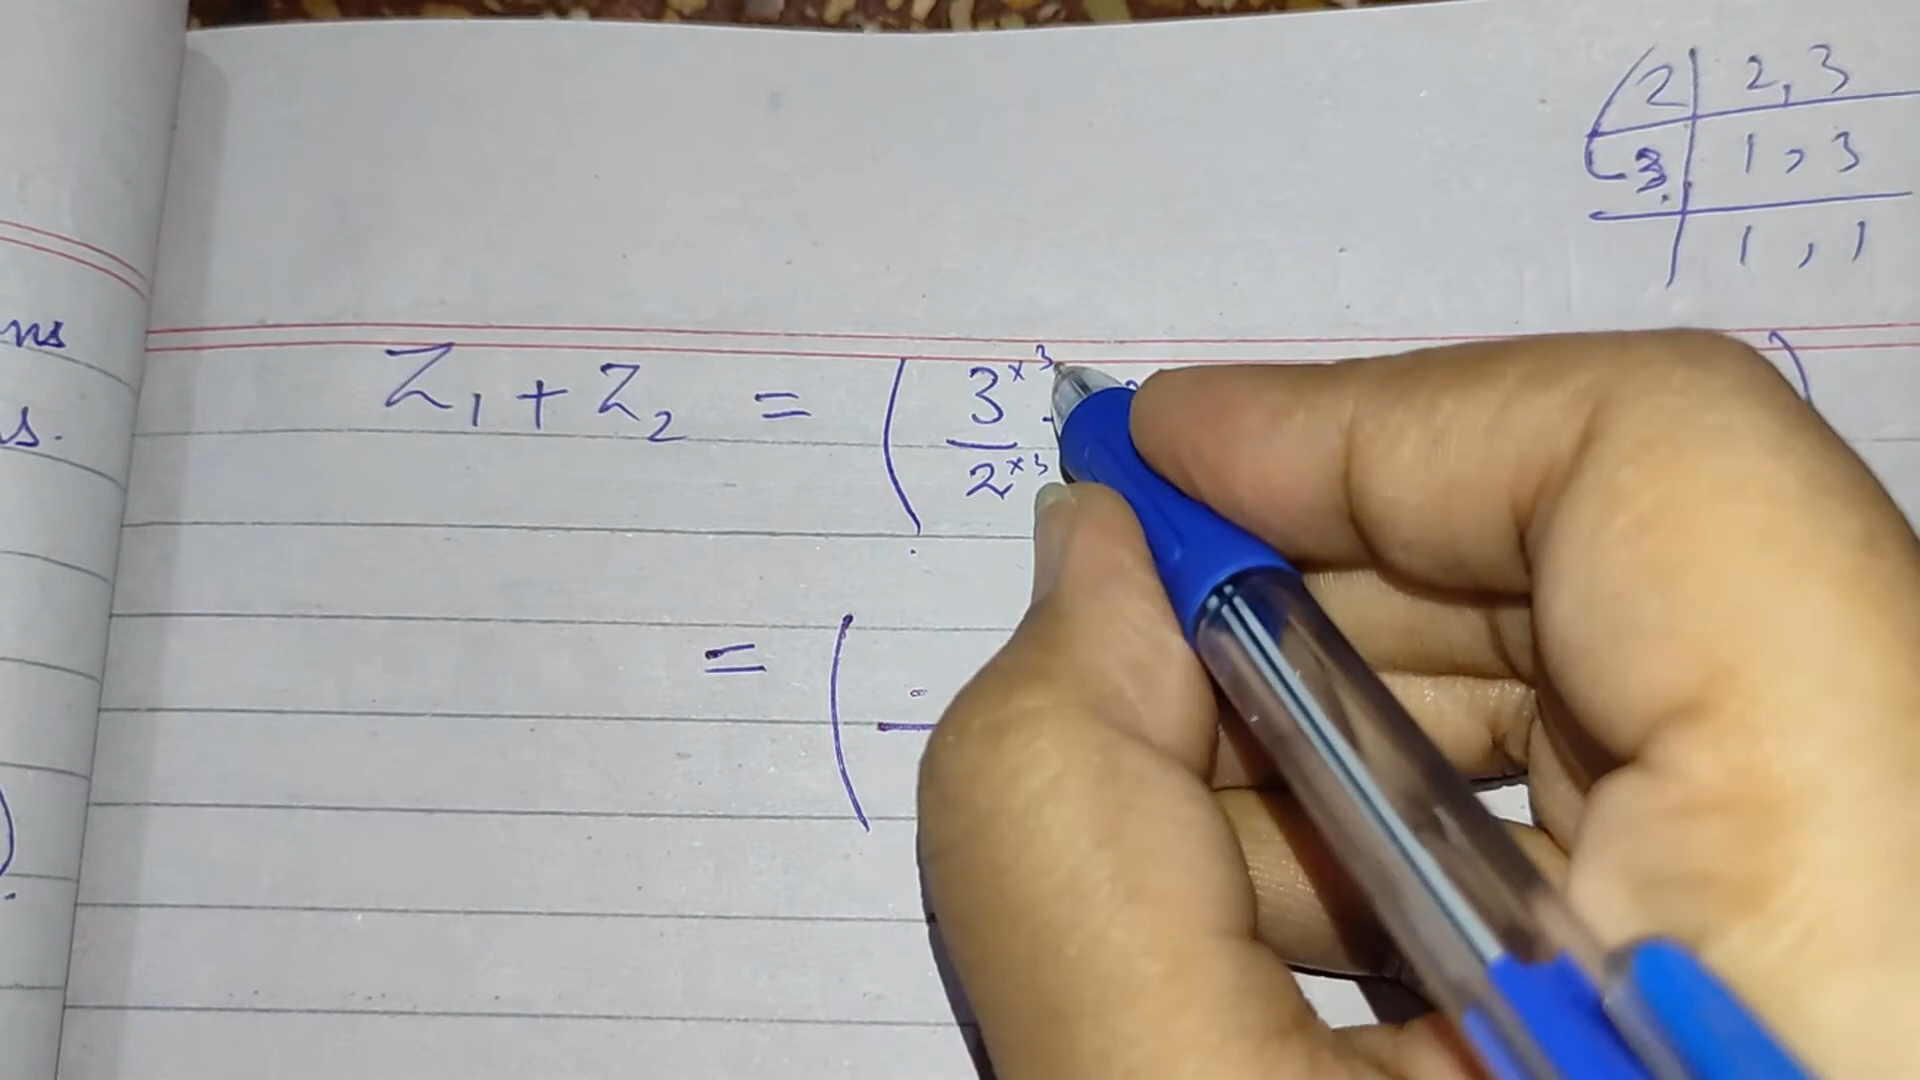 2 | 2, 3
3 | 1, 3
1, 1
ns
s.
Z₁ + Z₂ = ( 3^×3 / 2^×3 )
= (